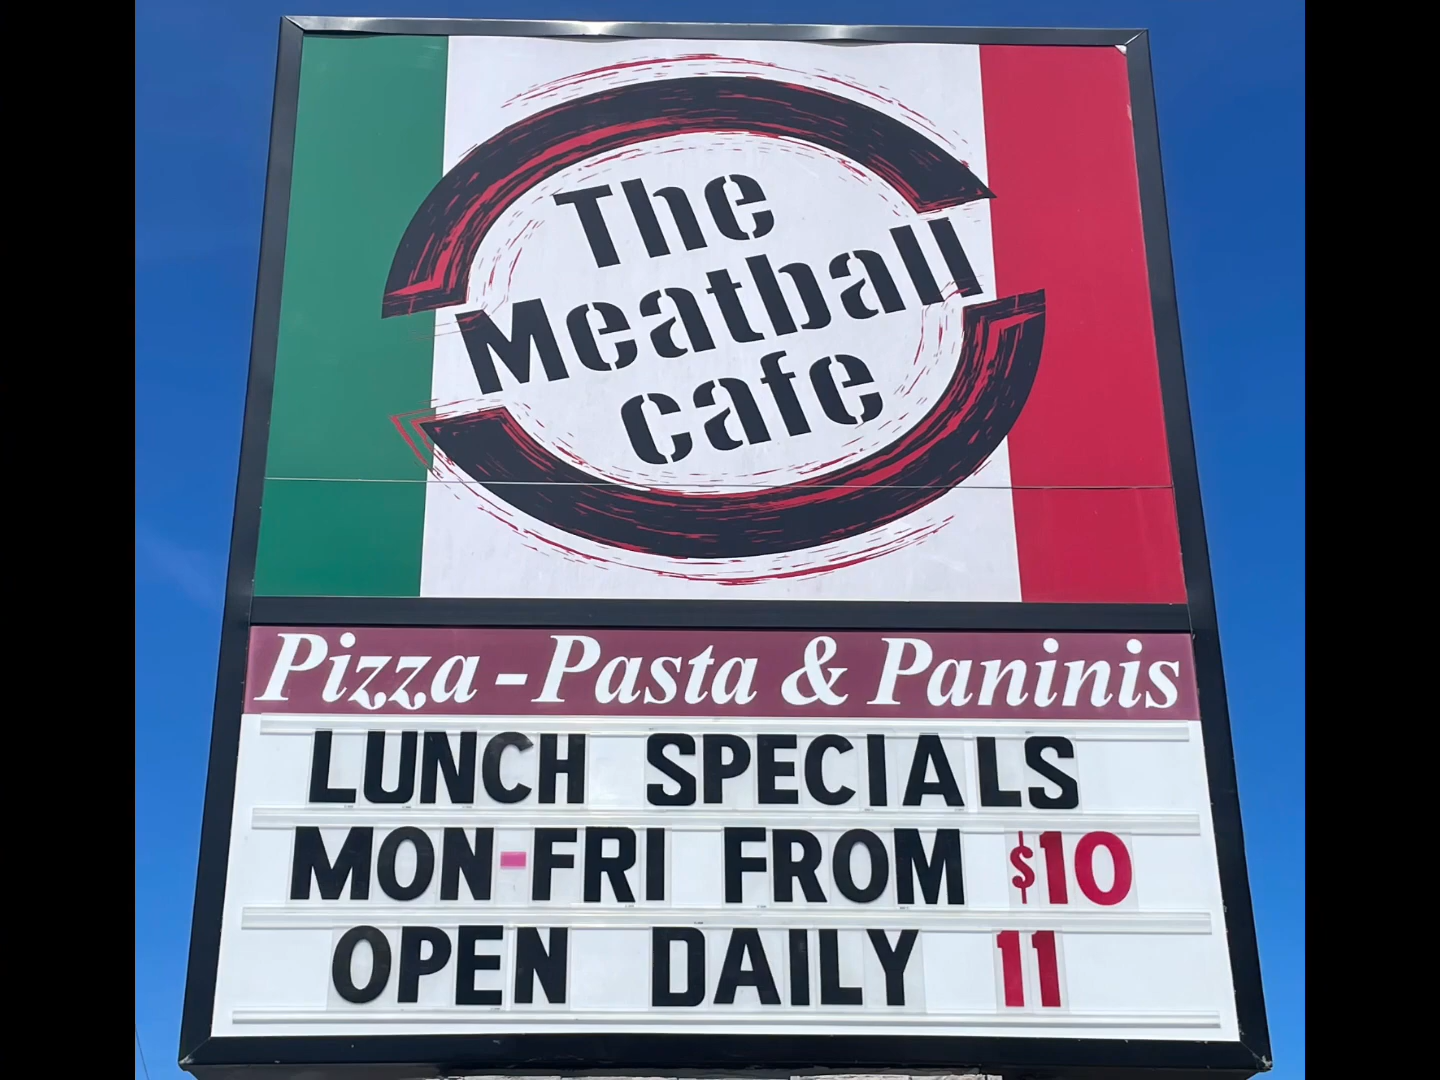 The
Meatball
cafe
Pizza - Pasta & Paninis
LUNCH SPECIALS
MON-FRI FROM $10
OPEN DAILY 11